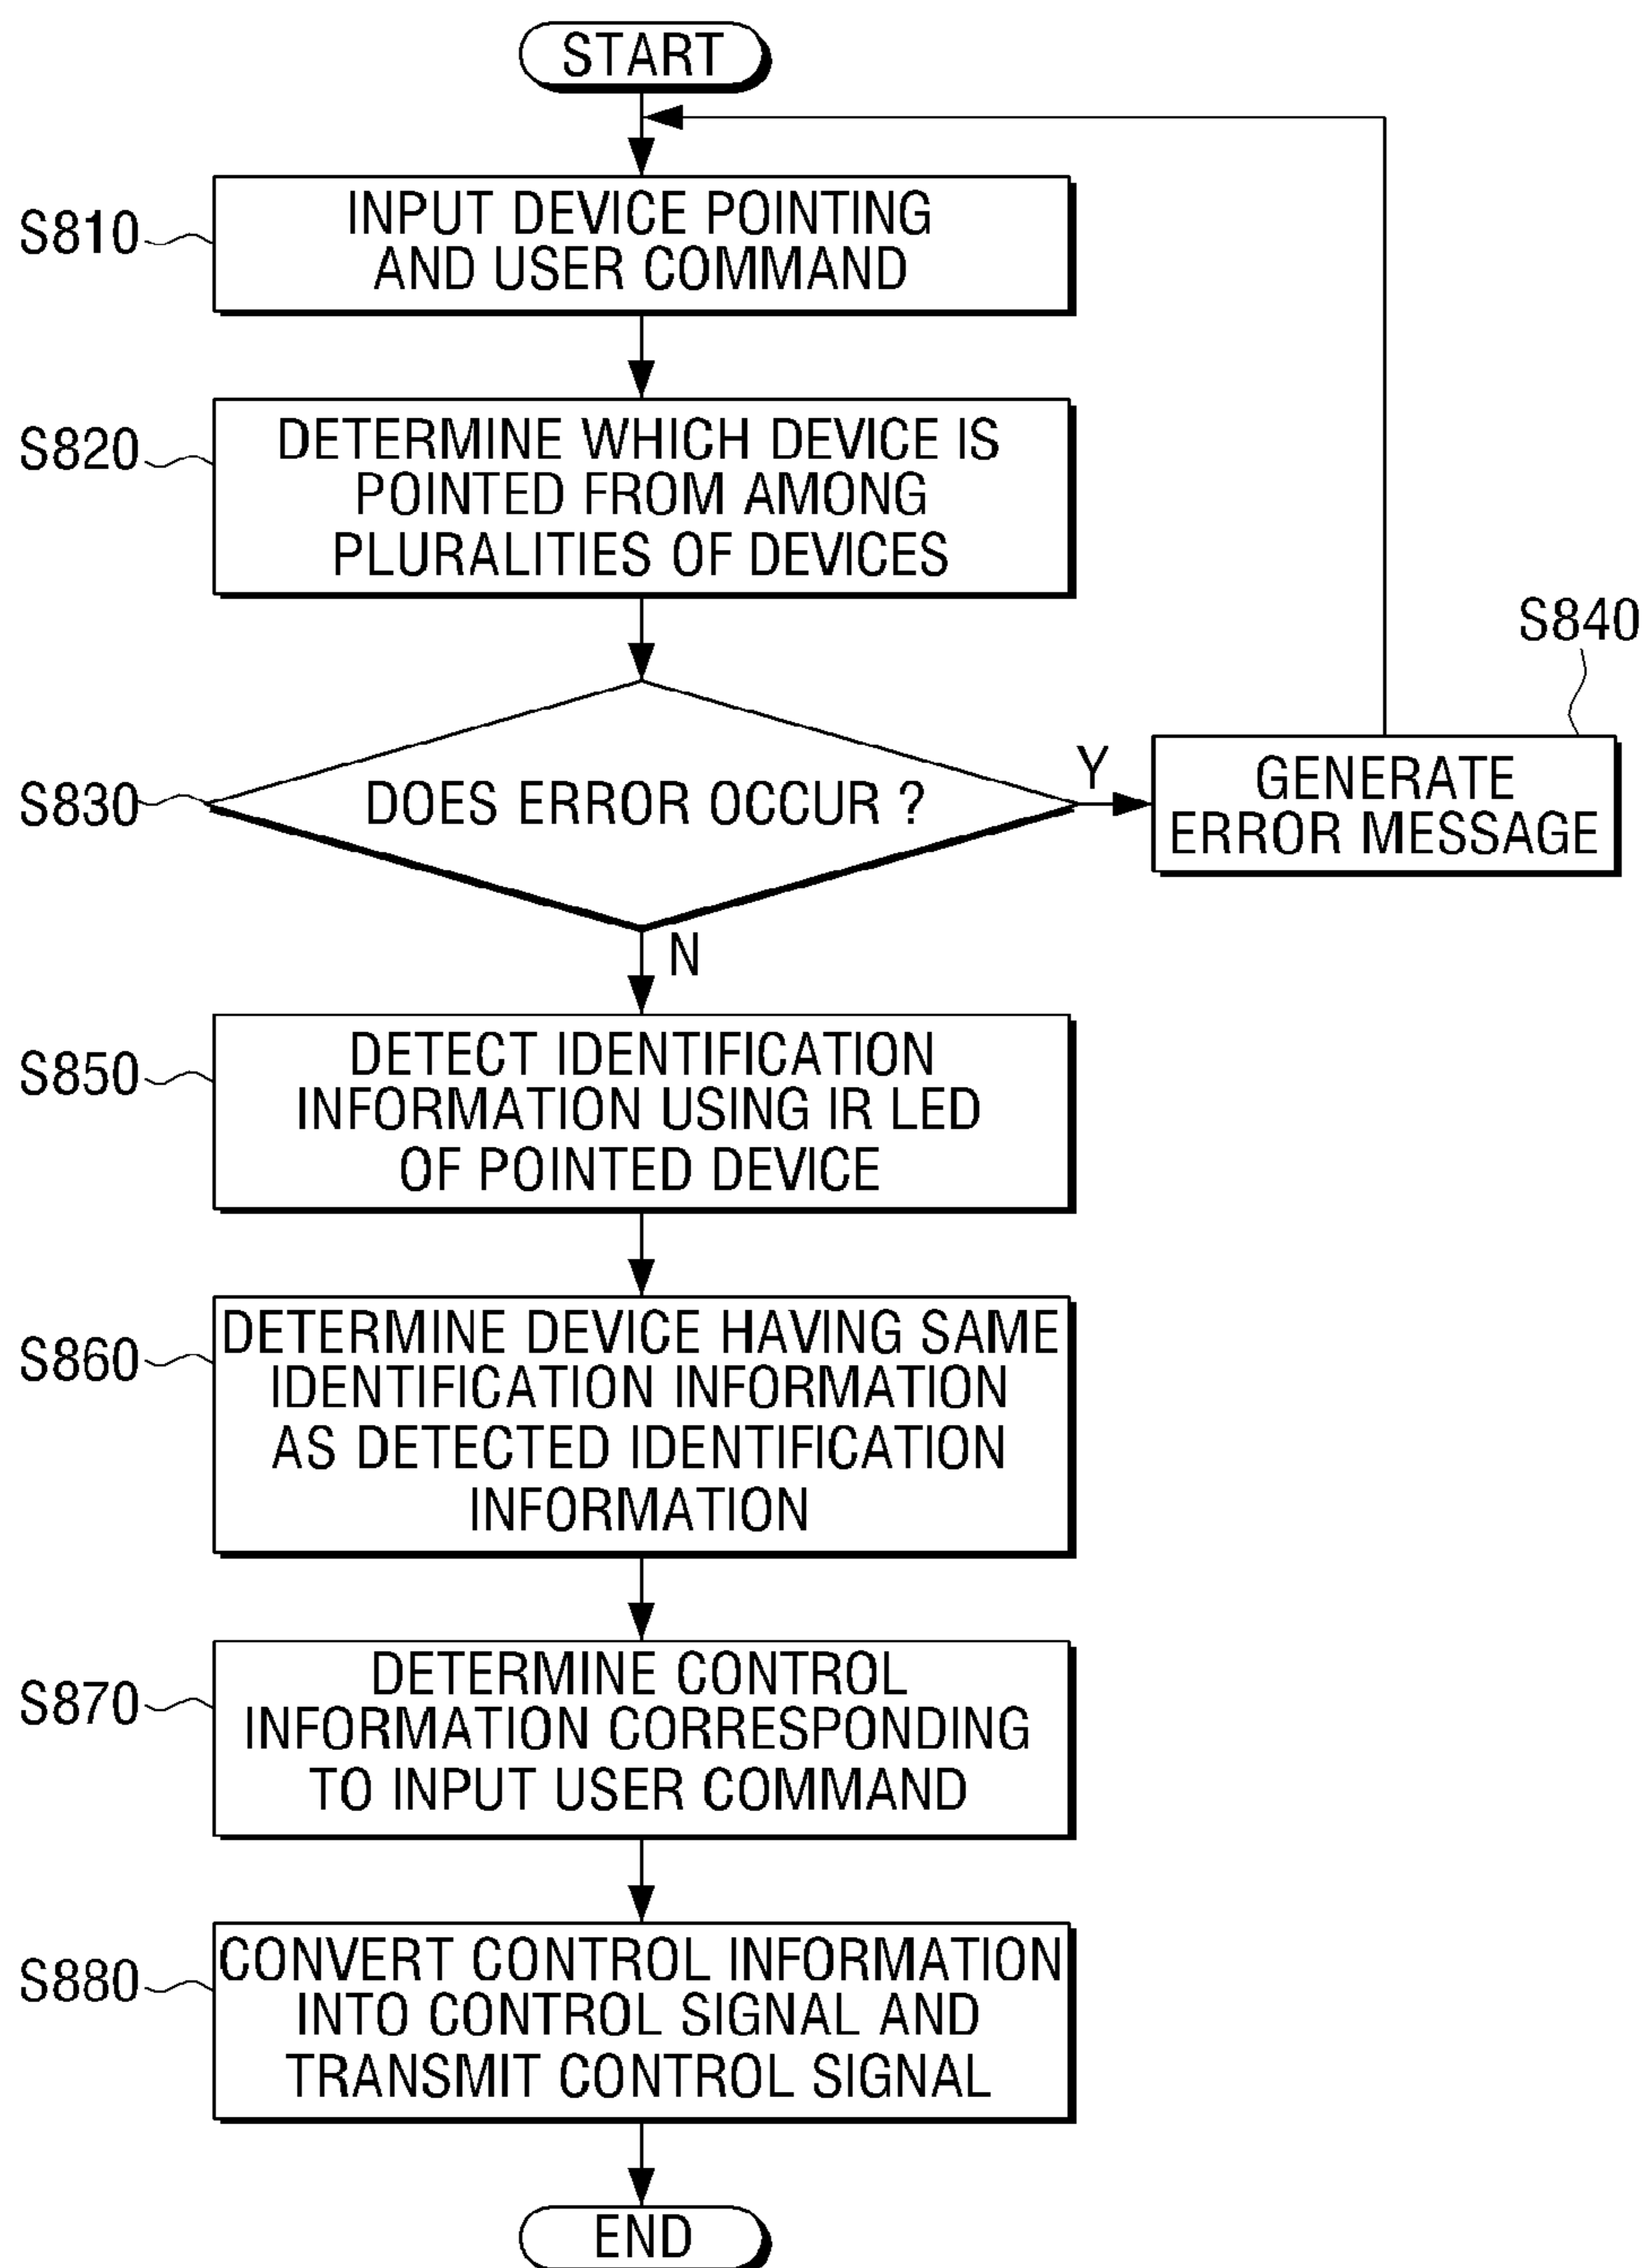 START
S810
INPUT DEVICE POINTING
AND USER COMMAND
S820
DETERMINE WHICH DEVICE IS
POINTED FROM AMONG
PLURALITIES OF DEVICES
S830
DOES ERROR OCCUR ?
Y
S840
GENERATE
ERROR MESSAGE
N
S850
DETECT IDENTIFICATION
INFORMATION USING IR LED
OF POINTED DEVICE
S860
DETERMINE DEVICE HAVING SAME
IDENTIFICATION INFORMATION
AS DETECTED IDENTIFICATION
INFORMATION
S870
DETERMINE CONTROL
INFORMATION CORRESPONDING
TO INPUT USER COMMAND
S880
CONVERT CONTROL INFORMATION
INTO CONTROL SIGNAL AND
TRANSMIT CONTROL SIGNAL
END